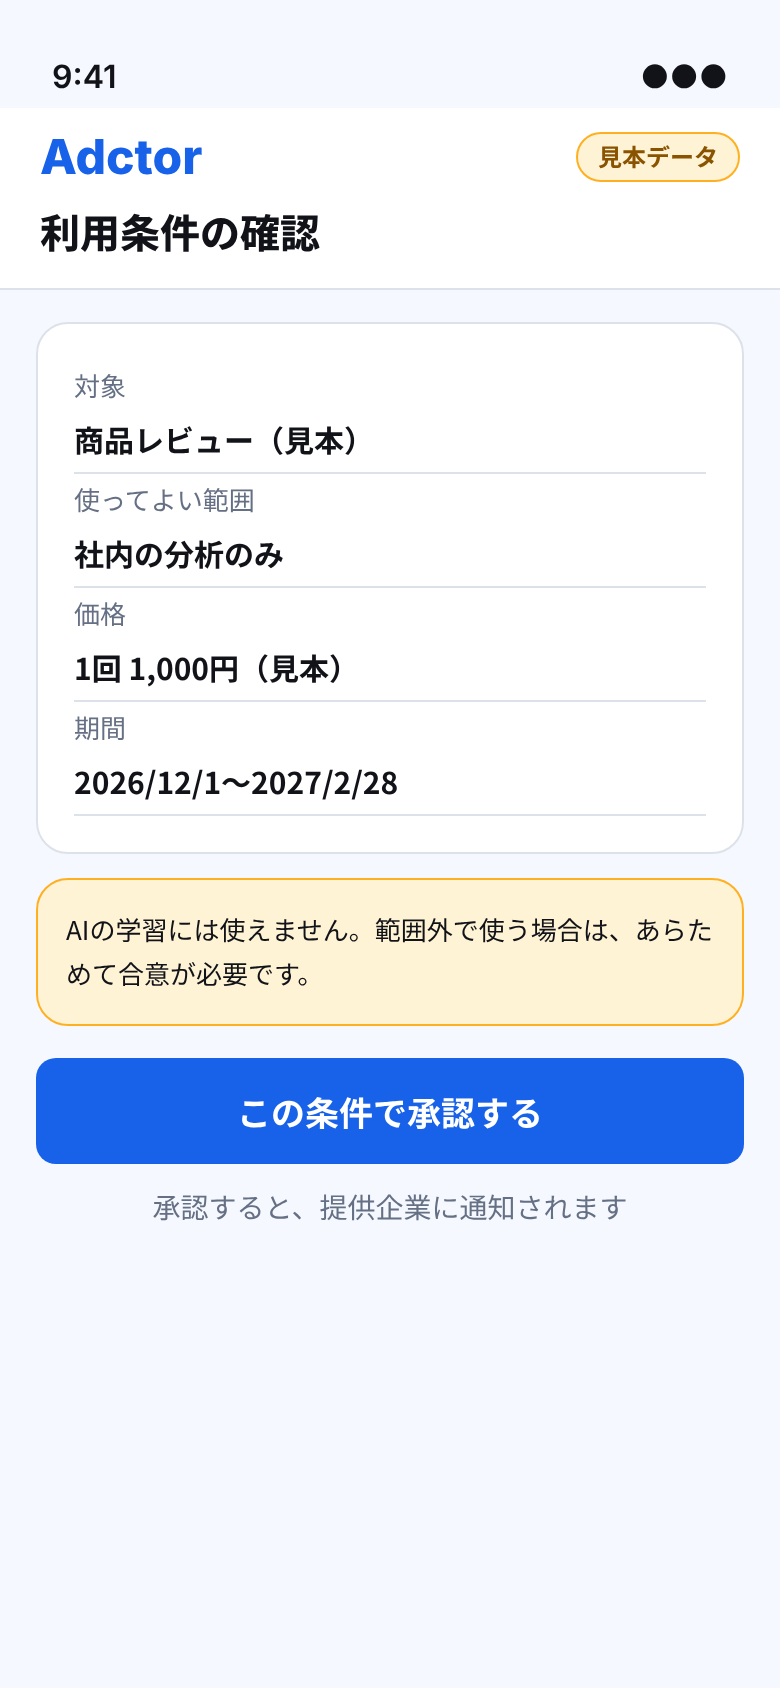 9:41
Adctor
見本データ
利用条件の確認
対象
商品レビュー（見本）
使ってよい範囲
社内の分析のみ
価格
1回 1,000円（見本）
期間
2026/12/1〜2027/2/28
AIの学習には使えません。範囲外で使う場合は、あらた
めて合意が必要です。
この条件で承認する
承認すると、提供企業に通知されます